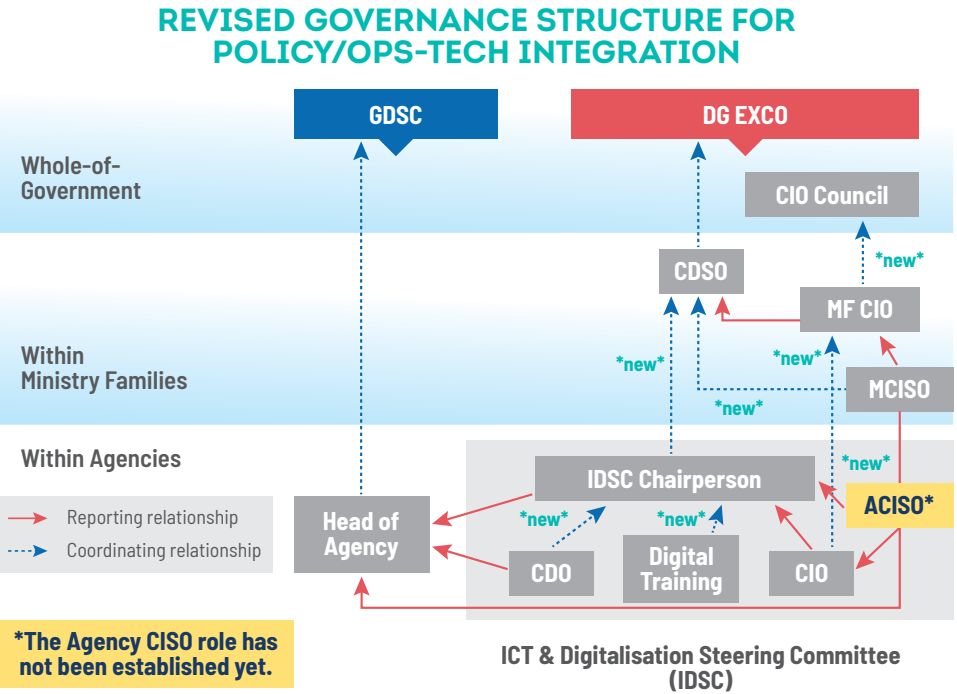 REVISED GOVERNANCE STRUCTURE FOR
POLICY/OPS-TECH INTEGRATION
GDSC
DG EXCO
Whole-of-
Government
CIO Council
*new*
CDSO
MF CIO
Within
Ministry Families
*new*
*new*
MCISO
*new*
Within Agencies
*new*
IDSC Chairperson
ACISO*
Reporting relationship
Coordinating relationship
Head of
Agency
*new*
*new*
CDO
Digital
Training
CIO
*The Agency CISO role has
not been established yet.
ICT & Digitalisation Steering Committee
(IDSC)